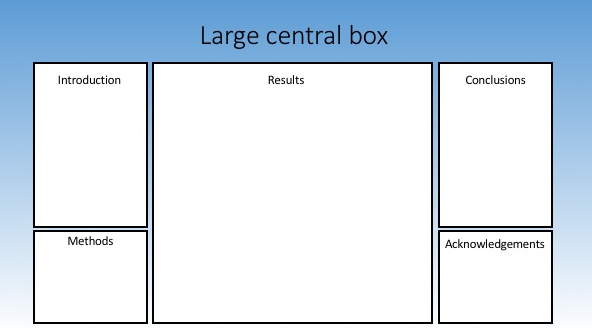 Large central box
Introduction
Methods
Results
Conclusions
Acknowledgements